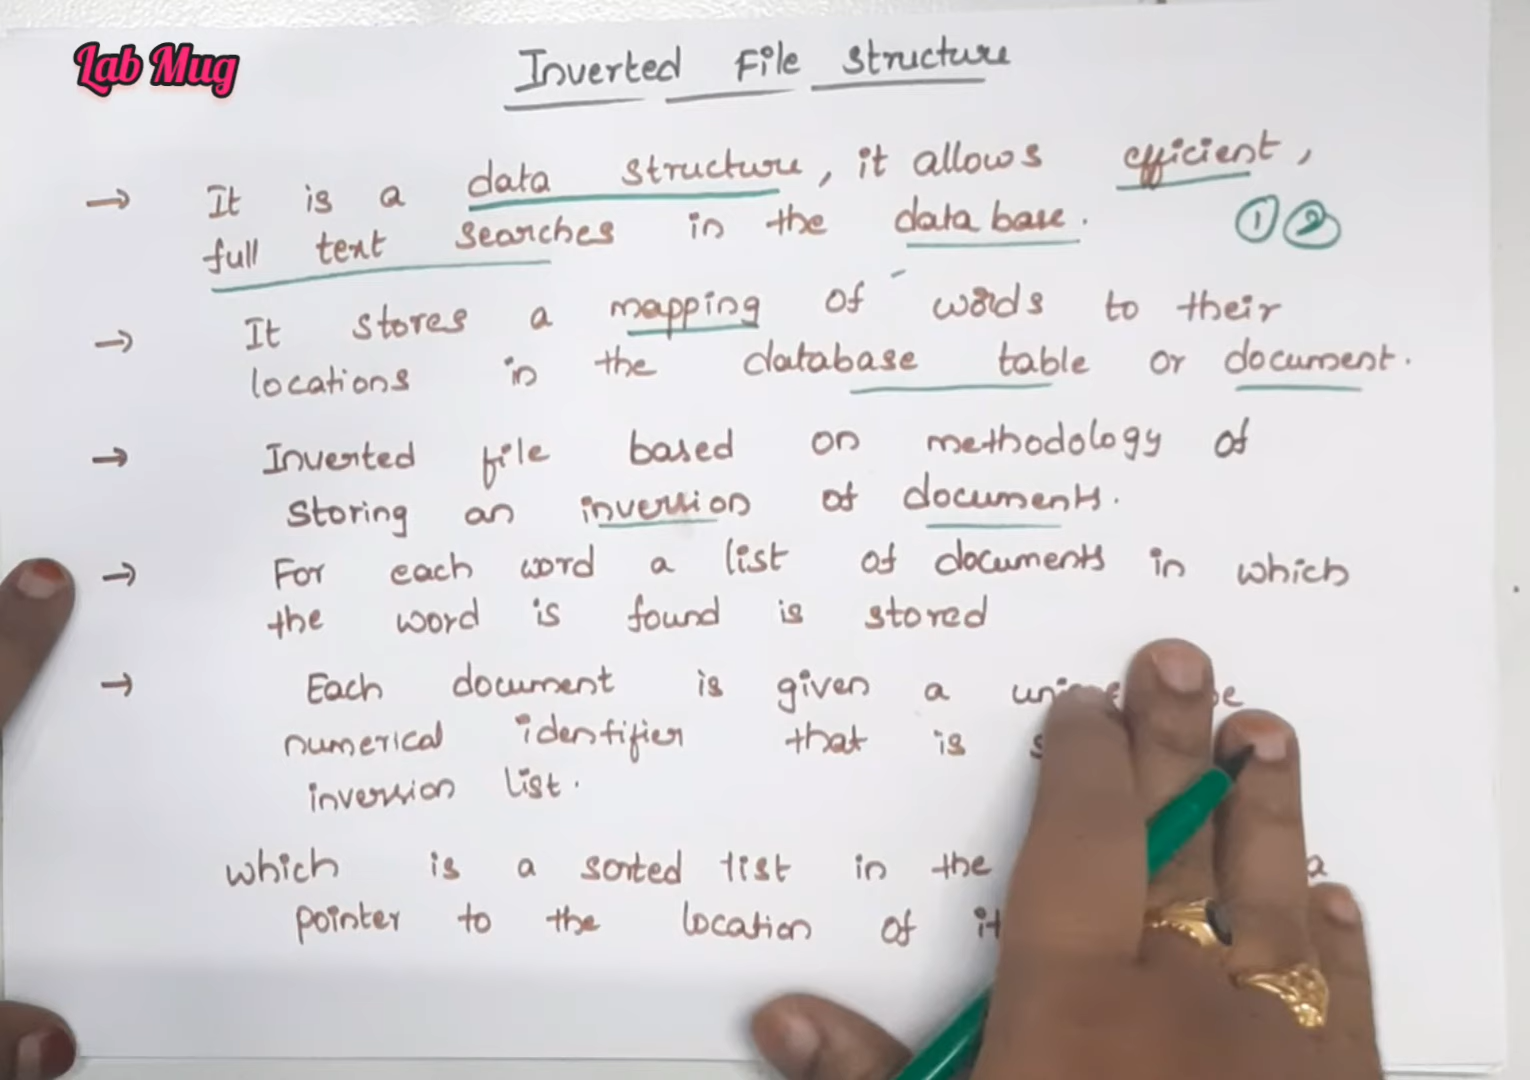 Lab Mug
Inverted File Structure
→ It is a data structure, it allows efficient,
full text searches in the data base. ① ②
→ It stores a mapping of words to their
locations in the database table or document.
→ Inverted file based on methodology of
Storing an inversion of documents.
→ For each word a list of documents in which
the word is found is stored
→ Each document is given a
numerical identifier that is
inversion list.
which is a sorted list in the a
pointer to the location of